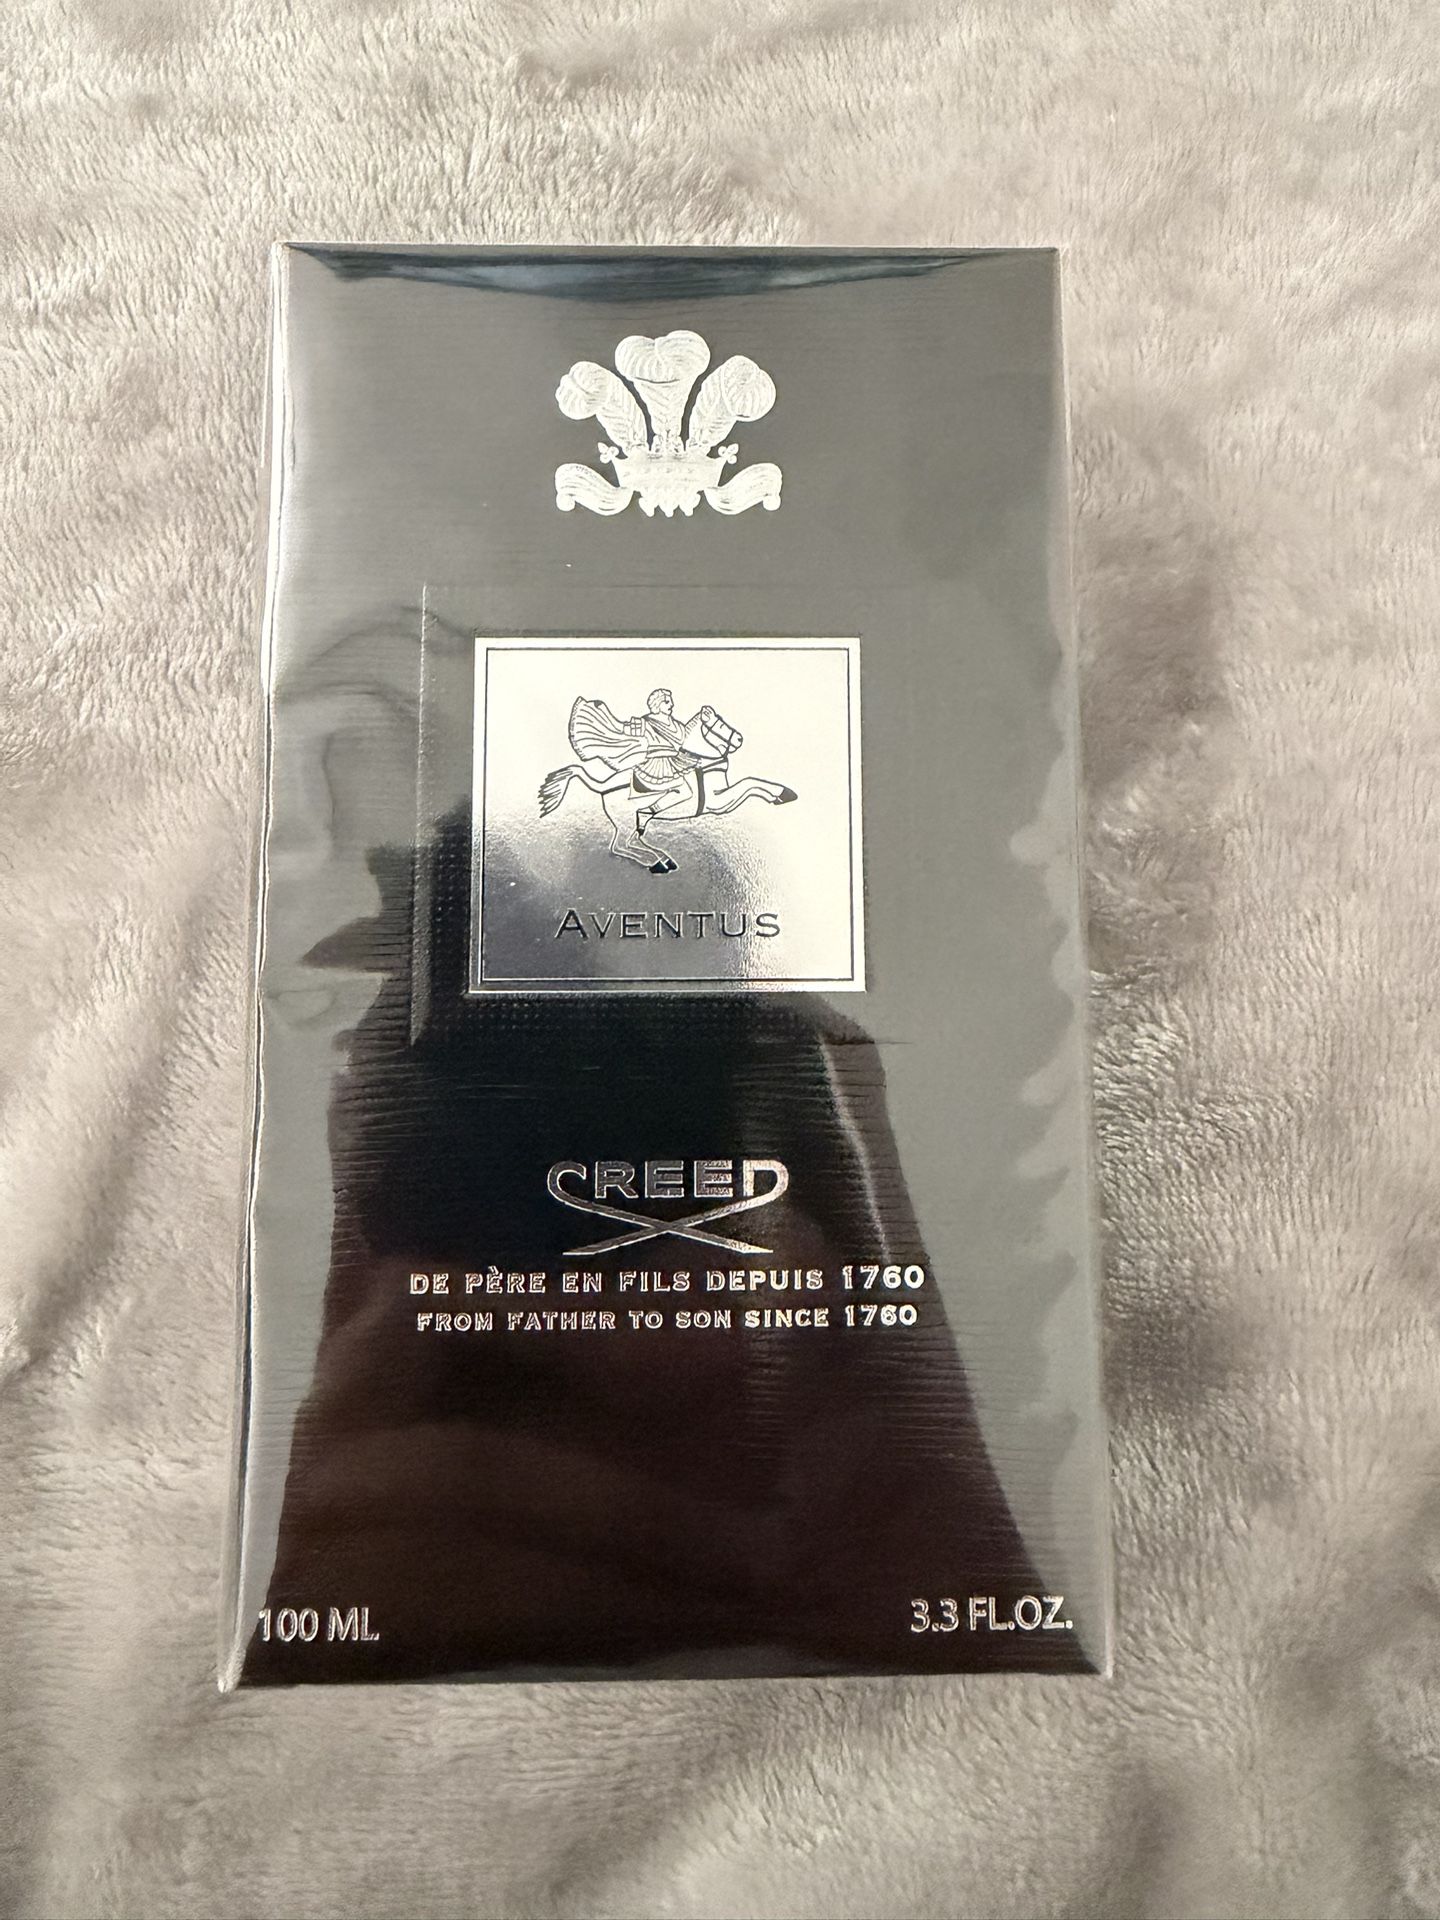 AVENTUS
CREED
DE PÈRE EN FILS DEPUIS 1760
FROM FATHER TO SON SINCE 1760
100 ML
3.3 FL.OZ.